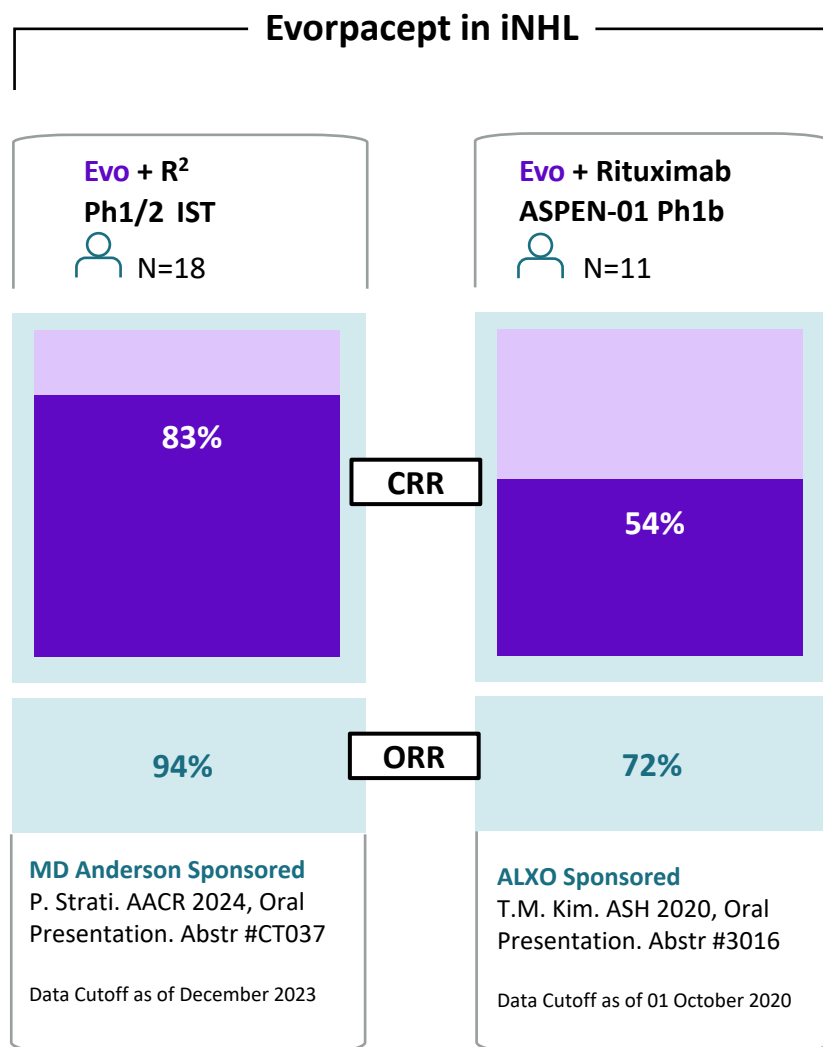 Evorpacept in iNHL
Evo + R²
Ph1/2 IST
N=18
Evo + Rituximab
ASPEN-01 Ph1b
N=11
83%
CRR
54%
94%
ORR
72%
MD Anderson Sponsored
P. Strati. AACR 2024, Oral
Presentation. Abstr #CT037
Data Cutoff as of December 2023
ALXO Sponsored
T.M. Kim. ASH 2020, Oral
Presentation. Abstr #3016
Data Cutoff as of 01 October 2020